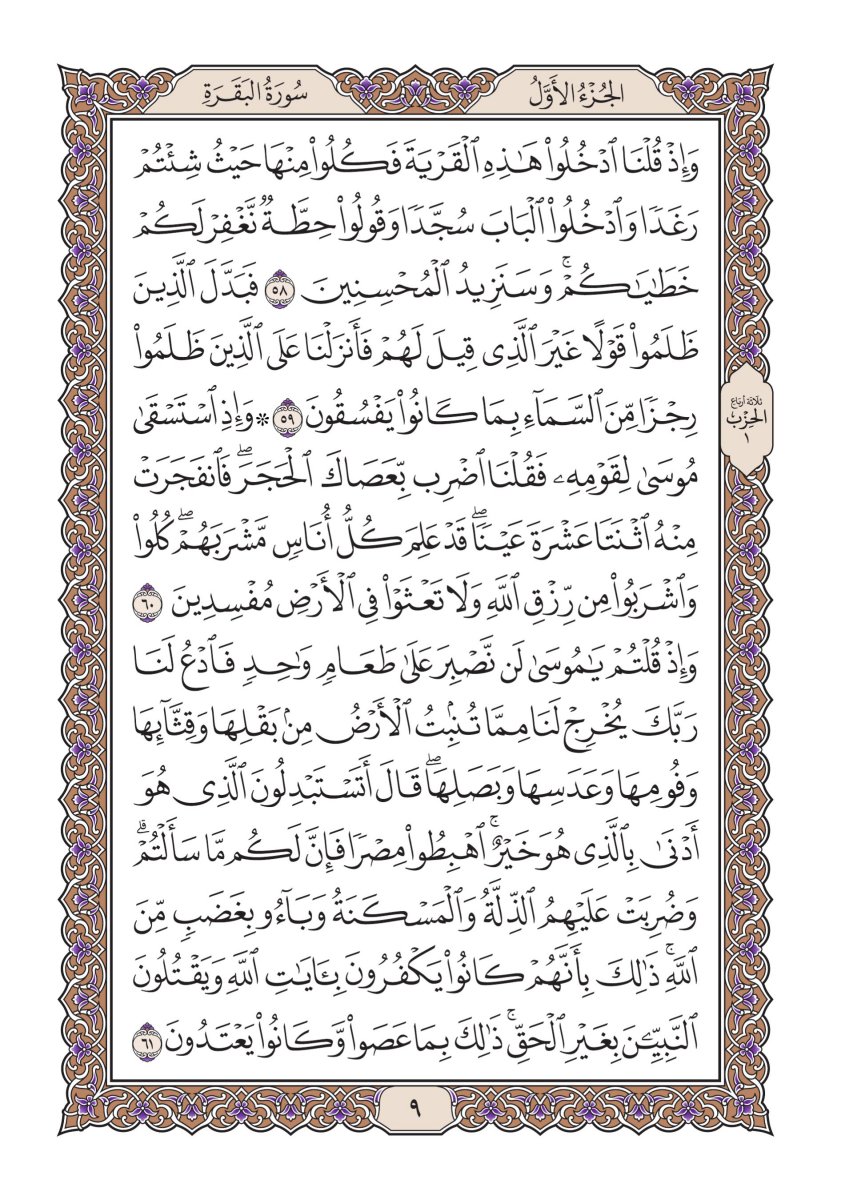 الجُزْءُ الأَوَّلُ
سُورَةُ البَقَرَةِ
وَإِذۡ قُلۡنَا ٱدۡخُلُواْ هَٰذِهِ ٱلۡقَرۡيَةَ فَكُلُواْ مِنۡهَا حَيۡثُ شِئۡتُمۡ
رَغَدٗا وَٱدۡخُلُواْ ٱلۡبَابَ سُجَّدٗا وَقُولُواْ حِطَّةٞ نَّغۡفِرۡ لَكُمۡ
خَطَٰيَٰكُمۡۚ وَسَنَزِيدُ ٱلۡمُحۡسِنِينَ ٥٨ فَبَدَّلَ ٱلَّذِينَ
ظَلَمُواْ قَوۡلًا غَيۡرَ ٱلَّذِي قِيلَ لَهُمۡ فَأَنزَلۡنَا عَلَى ٱلَّذِينَ ظَلَمُواْ
رِجۡزٗا مِّنَ ٱلسَّمَآءِ بِمَا كَانُواْ يَفۡسُقُونَ ٥٩ * وَإِذِ ٱسۡتَسۡقَىٰ
ثلاثة أرباع
الحِزْب
١
مُوسَىٰ لِقَوۡمِهِۦ فَقُلۡنَا ٱضۡرِب بِّعَصَاكَ ٱلۡحَجَرَۖ فَٱنفَجَرَتۡ
مِنۡهُ ٱثۡنَتَا عَشۡرَةَ عَيۡنٗاۖ قَدۡ عَلِمَ كُلُّ أُنَاسٖ مَّشۡرَبَهُمۡۖ كُلُواْ
وَٱشۡرَبُواْ مِن رِّزۡقِ ٱللَّهِ وَلَا تَعۡثَوۡاْ فِي ٱلۡأَرۡضِ مُفۡسِدِينَ ٦٠
وَإِذۡ قُلۡتُمۡ يَٰمُوسَىٰ لَن نَّصۡبِرَ عَلَىٰ طَعَامٖ وَٰحِدٖ فَٱدۡعُ لَنَا
رَبَّكَ يُخۡرِجۡ لَنَا مِمَّا تُنۢبِتُ ٱلۡأَرۡضُ مِنۢ بَقۡلِهَا وَقِثَّآئِهَا
وَفُومِهَا وَعَدَسِهَا وَبَصَلِهَاۖ قَالَ أَتَسۡتَبۡدِلُونَ ٱلَّذِي هُوَ
أَدۡنَىٰ بِٱلَّذِي هُوَ خَيۡرٌۚ ٱهۡبِطُواْ مِصۡرٗا فَإِنَّ لَكُم مَّا سَأَلۡتُمۡۗ
وَضُرِبَتۡ عَلَيۡهِمُ ٱلذِّلَّةُ وَٱلۡمَسۡكَنَةُ وَبَآءُو بِغَضَبٖ مِّنَ
ٱللَّهِۚ ذَٰلِكَ بِأَنَّهُمۡ كَانُواْ يَكۡفُرُونَ بِـَٔايَٰتِ ٱللَّهِ وَيَقۡتُلُونَ
ٱلنَّبِيِّـۧنَ بِغَيۡرِ ٱلۡحَقِّۚ ذَٰلِكَ بِمَا عَصَواْ وَّكَانُواْ يَعۡتَدُونَ ٦١
٩